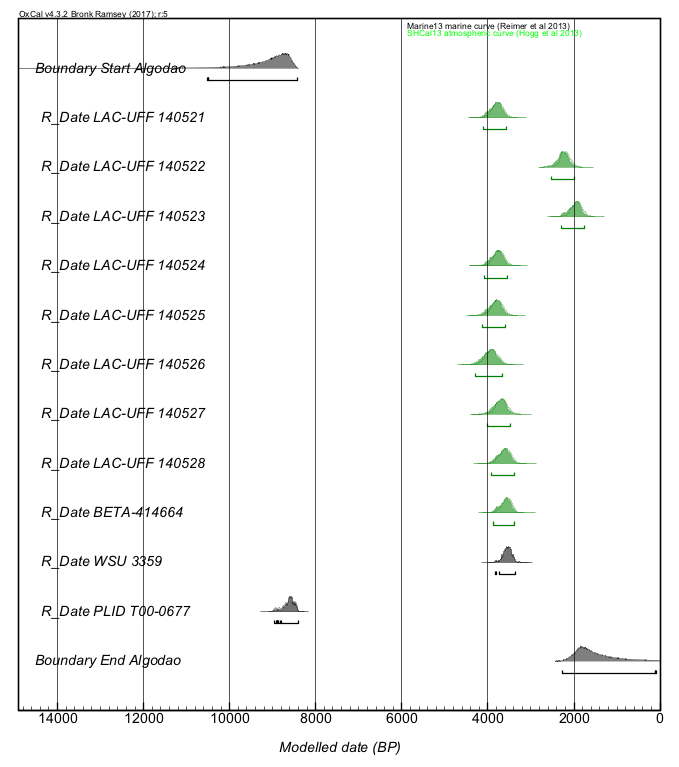 OxCal v4.3.2 Bronk Ramsey (2017); r:5
Marine13 marine curve (Reimer et al 2013)
SHCal13 atmospheric curve (Hogg et al 2013)
Boundary Start Algodao
R_Date LAC-UFF 140521
R_Date LAC-UFF 140522
R_Date LAC-UFF 140523
R_Date LAC-UFF 140524
R_Date LAC-UFF 140525
R_Date LAC-UFF 140526
R_Date LAC-UFF 140527
R_Date LAC-UFF 140528
R_Date BETA-414664
R_Date WSU 3359
R_Date PLID T00-0677
Boundary End Algodao
14000 12000 10000 8000 6000 4000 2000 0
Modelled date (BP)